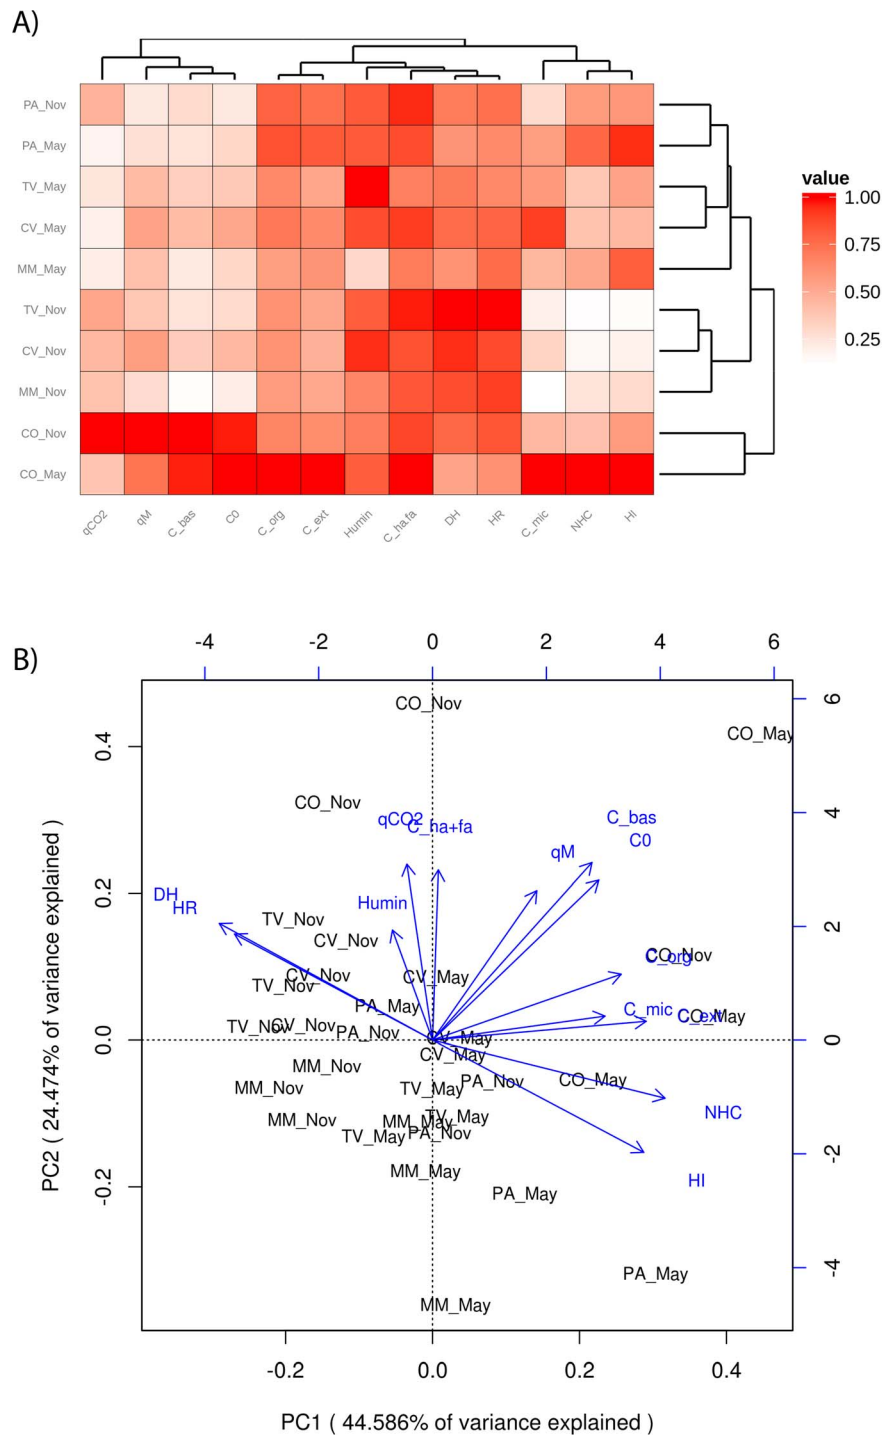 A)
PA_Nov
PA_May
TV_May
CV_May
MM_May
TV_Nov
CV_Nov
MM_Nov
CO_Nov
CO_May
qCO2 qM C_bas C0 C_org C_ext Humin C_ha.fa DH HR C_mic NHC HI
value
1.00
0.75
0.50
0.25
B)
-4 -2 0 2 4 6
CO_Nov
CO_May
CO_Nov
qCO2
C_ha+fa
C_bas
C0
qM
DH
HR
Humin
TV_Nov
CV_Nov
CO_Nov
C_org
CV_Nov
CV_May
TV_Nov
PA_May
C_mic
C_ext
CO_May
TV_Nov
CV_Nov
PA_Nov
CV_May
CV_May
MM_Nov
PA_Nov
CO_May
MM_Nov
TV_May
NHC
MM_Nov
MM_May
TV_May
TV_May
PA_Nov
MM_May
HI
PA_May
PA_May
MM_May
0.4
0.2
0.0
-0.2
6
4
2
0
-2
-4
-0.2 0.0 0.2 0.4
PC2 ( 24.474% of variance explained )
PC1 ( 44.586% of variance explained )